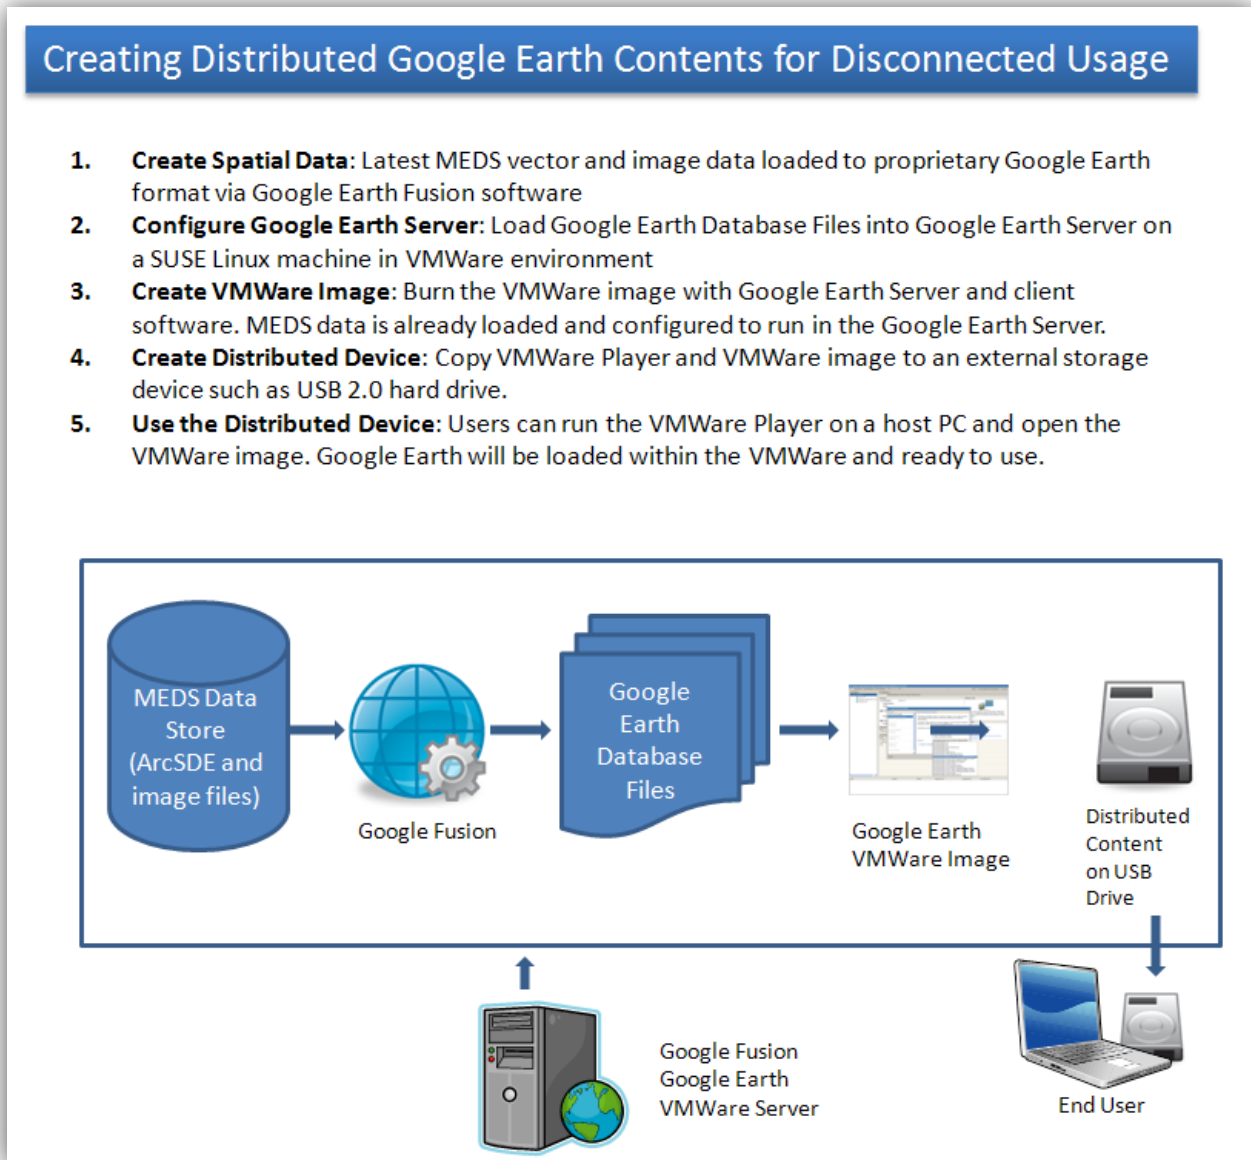 Creating Distributed Google Earth Contents for Disconnected Usage
1. Create Spatial Data: Latest MEDS vector and image data loaded to proprietary Google Earth
format via Google Earth Fusion software
2. Configure Google Earth Server: Load Google Earth Database Files into Google Earth Server on
a SUSE Linux machine in VMWare environment
3. Create VMWare Image: Burn the VMWare image with Google Earth Server and client
software. MEDS data is already loaded and configured to run in the Google Earth Server.
4. Create Distributed Device: Copy VMWare Player and VMWare image to an external storage
device such as USB 2.0 hard drive.
5. Use the Distributed Device: Users can run the VMWare Player on a host PC and open the
VMWare image. Google Earth will be loaded within the VMWare and ready to use.
MEDS Data
Store
(ArcSDE and
image files)
Google Fusion
Google
Earth
Database
Files
Google Earth
VMWare Image
Distributed
Content
on USB
Drive
Google Fusion
Google Earth
VMWare Server
End User